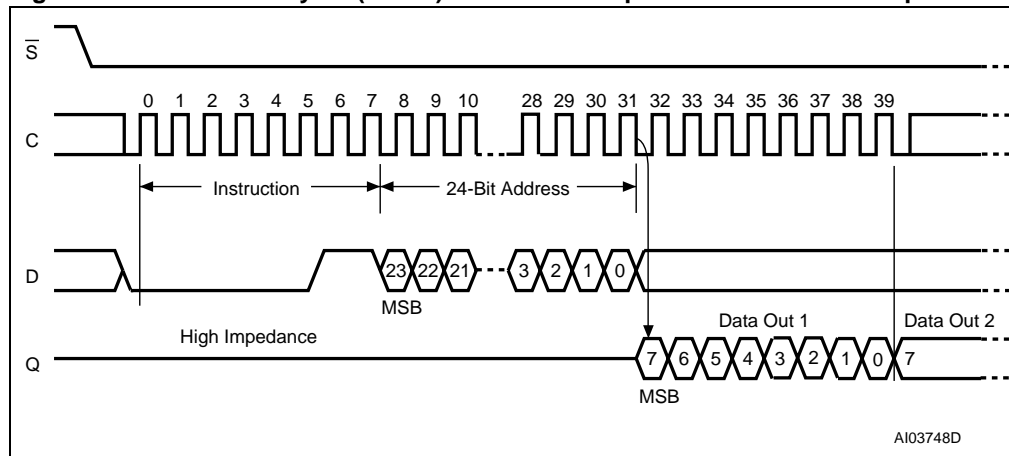 S
0 1 2 3 4 5 6 7 8 9 10 28 29 30 31 32 33 34 35 36 37 38 39
C
Instruction 24-Bit Address
D
23 22 21 3 2 1 0
MSB
High Impedance Data Out 1 Data Out 2
Q
7 6 5 4 3 2 1 0 7
MSB
AI03748D